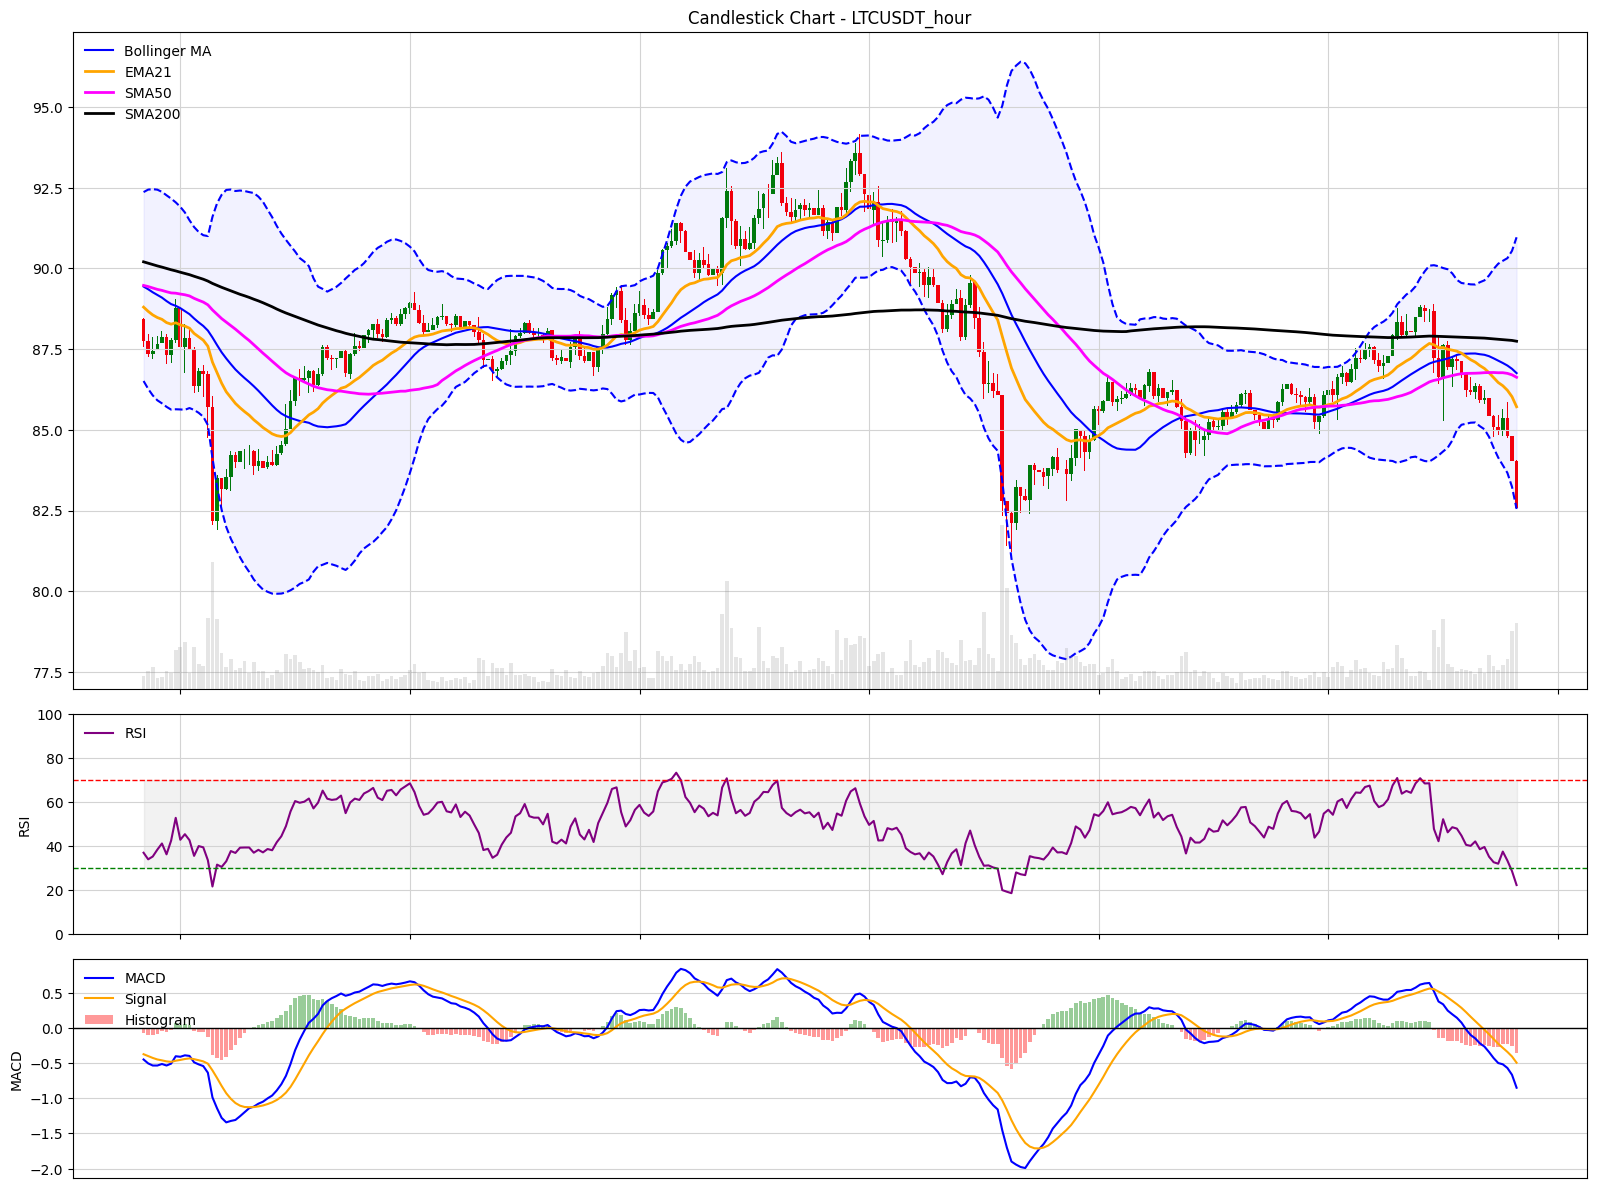 Candlestick Chart - LTCUSDT_hour
Bollinger MA
EMA21
SMA50
SMA200
95.0
92.5
90.0
87.5
85.0
82.5
80.0
77.5
RSI
RSI
100
80
60
40
20
0
MACD
Signal
Histogram
MACD
0.5
0.0
−0.5
−1.0
−1.5
−2.0